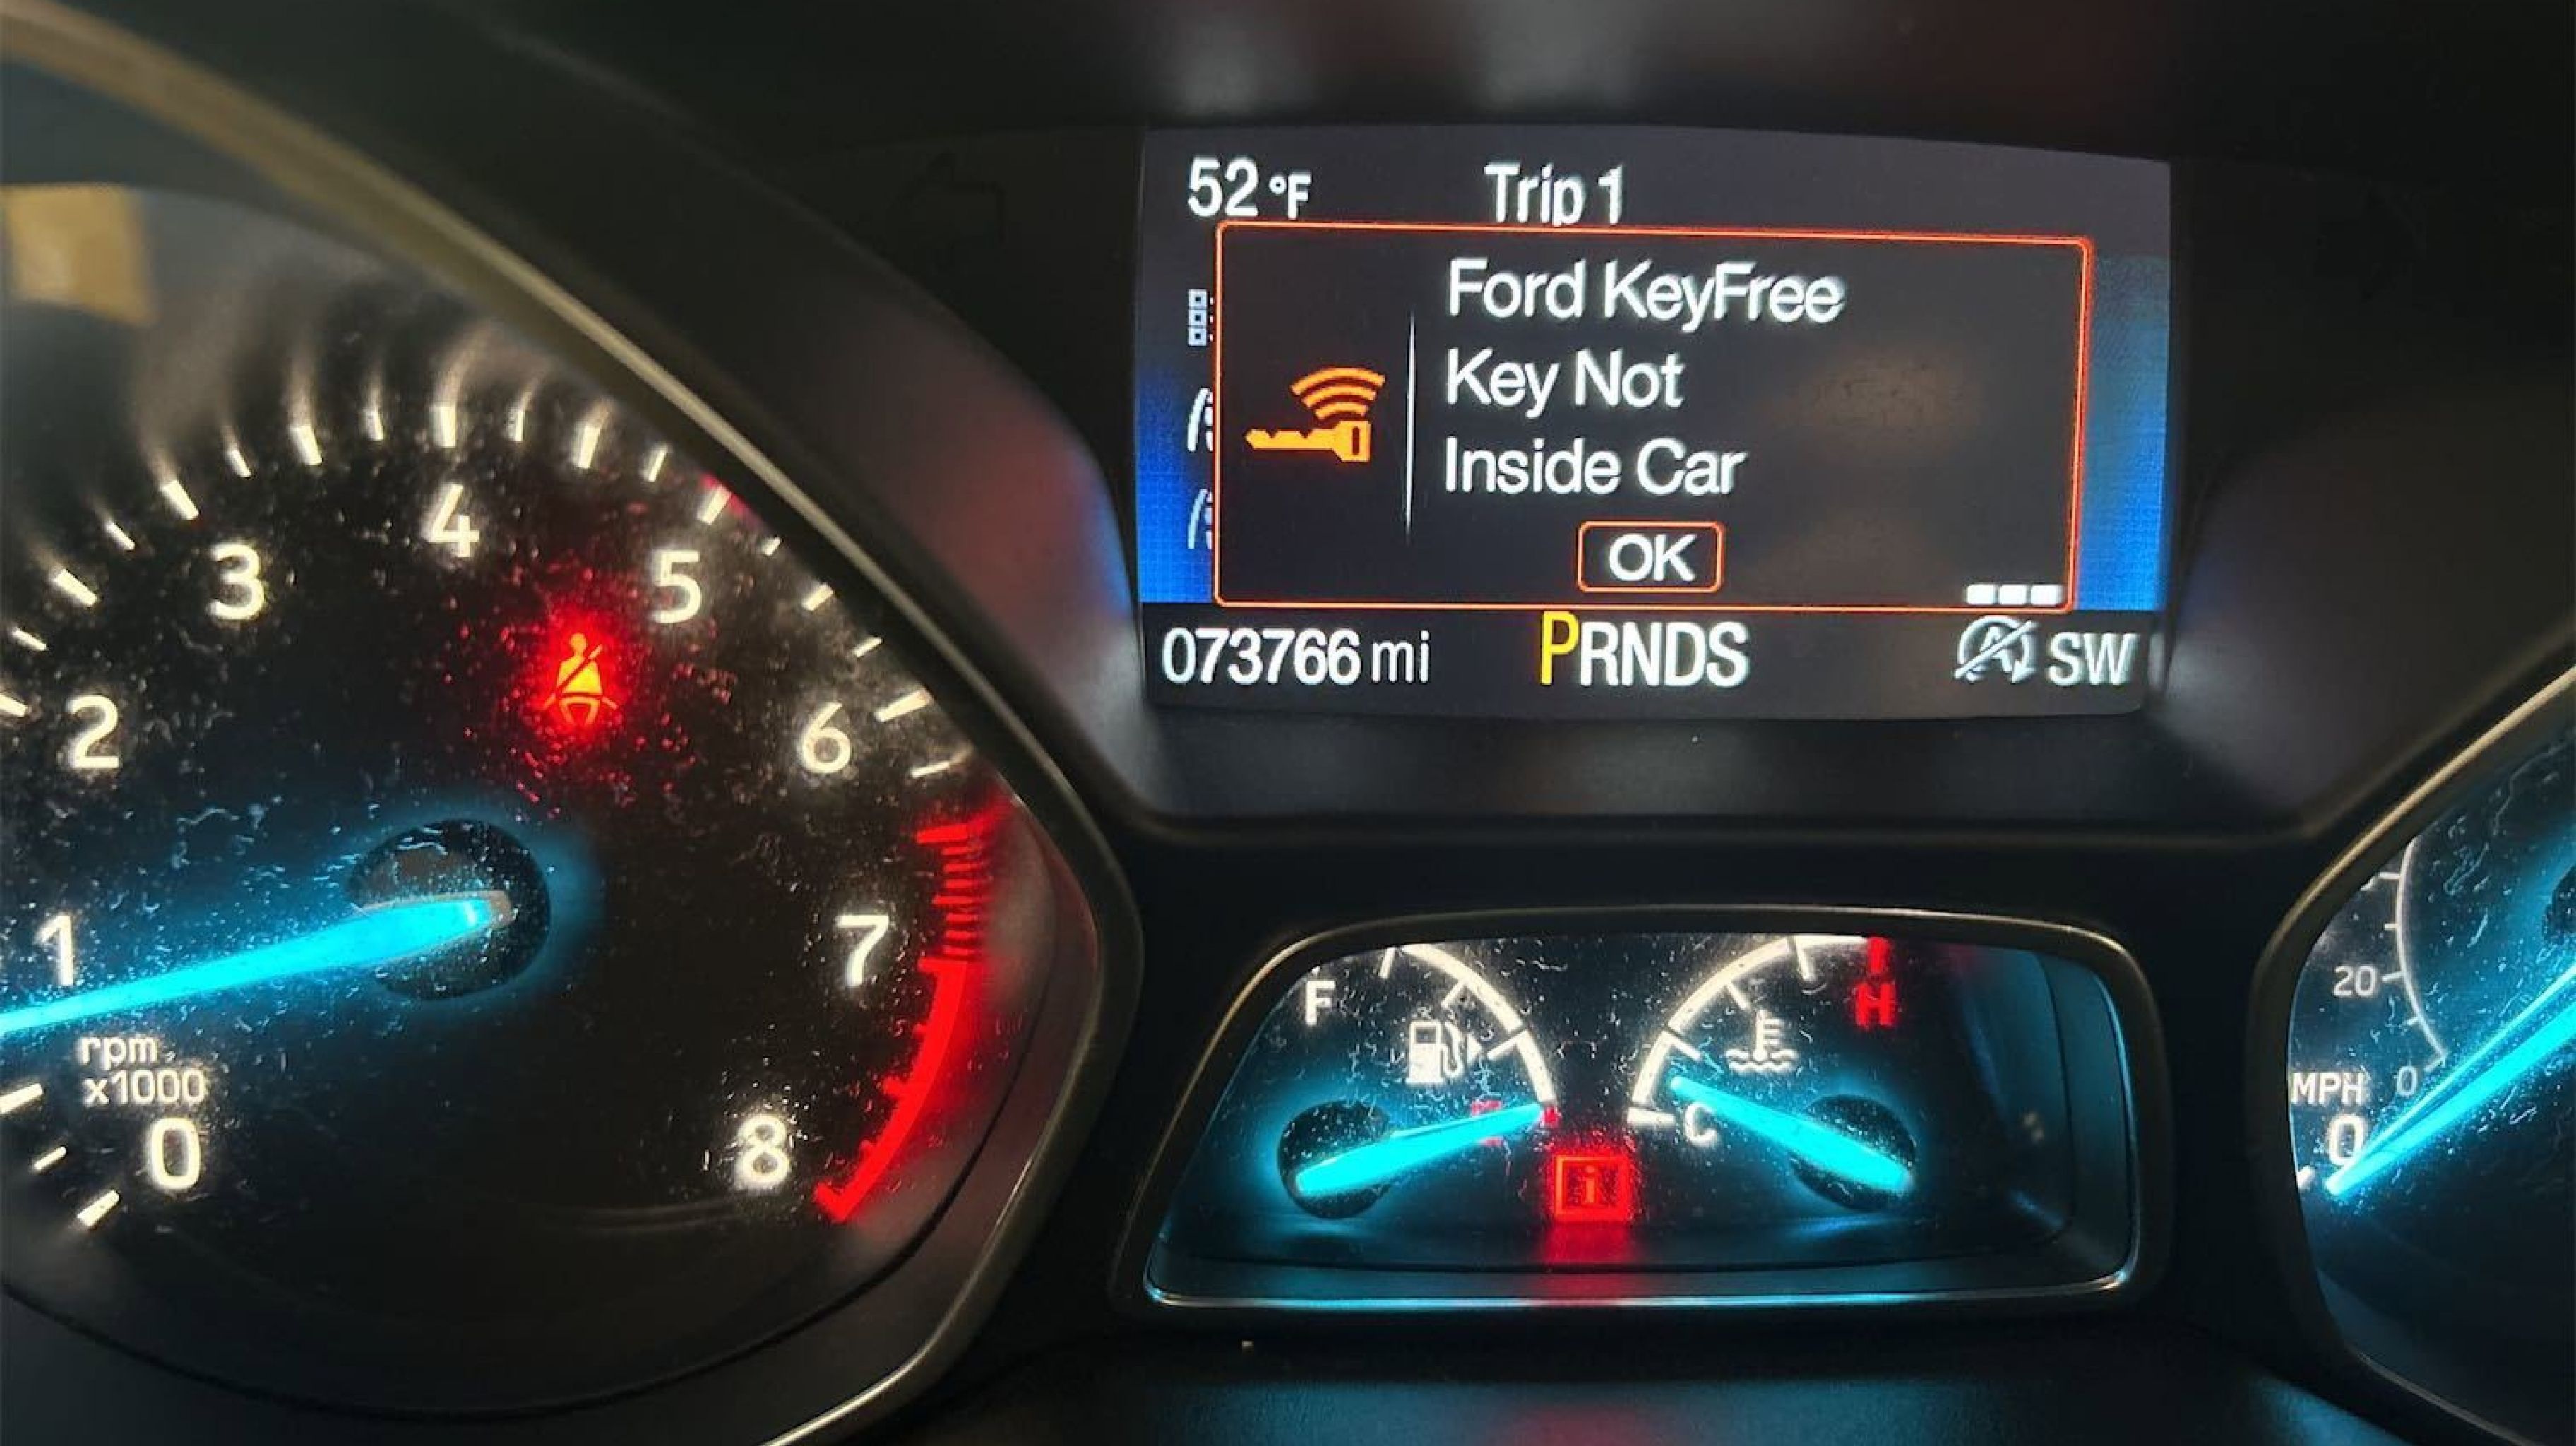 52 °F
Trip 1
Ford KeyFree
Key Not
Inside Car
OK
073766 mi
PRNDS
SW
4
3
5
2
6
1
7
rpm
x1000
0
8
F
H
C
20
MPH 0
0